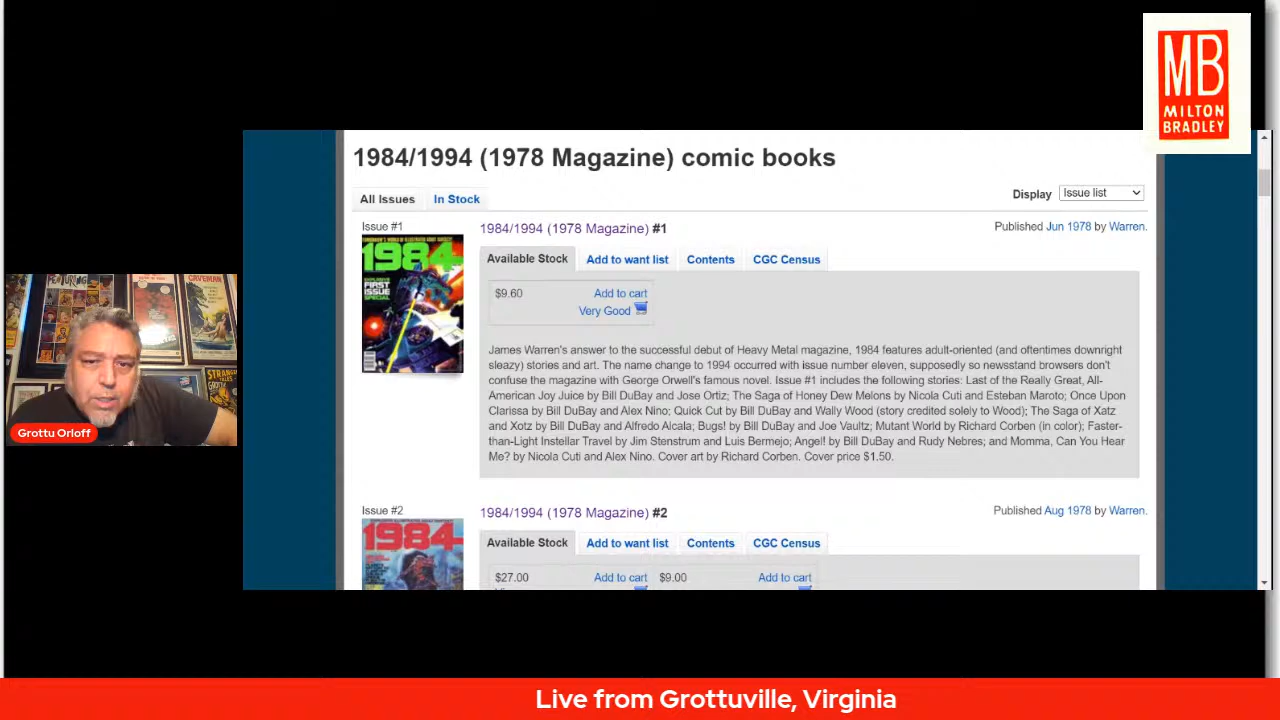 MB
MILTON
BRADLEY
1984/1994 (1978 Magazine) comic books
All Issues In Stock
Display Issue list
Issue #1
1984/1994 (1978 Magazine) #1
Published Jun 1978 by Warren.
1984
FIRST
ISSUE
SPECIAL
Available Stock Add to want list Contents CGC Census
$9.60 Add to cart
Very Good
James Warren's answer to the successful debut of Heavy Metal magazine, 1984 features adult-oriented (and oftentimes downright
sleazy) stories and art. The name change to 1994 occurred with issue number eleven, supposedly so newsstand browsers don't
confuse the magazine with George Orwell's famous novel. Issue #1 includes the following stories: Last of the Really Great, All-
American Joy Juice by Bill DuBay and Jose Ortiz; The Saga of Honey Dew Melons by Nicola Cuti and Esteban Maroto; Once Upon
Clarissa by Bill DuBay and Alex Nino; Quick Cut by Bill DuBay and Wally Wood (story credited solely to Wood); The Saga of Xatz
and Xotz by Bill DuBay and Alfredo Alcala; Bugs! by Bill DuBay and Joe Vaultz; Mutant World by Richard Corben (in color); Faster-
than-Light Instellar Travel by Jim Stenstrum and Luis Bermejo; Angel! by Bill DuBay and Rudy Nebres; and Momma, Can You Hear
Me? by Nicola Cuti and Alex Nino. Cover art by Richard Corben. Cover price $1.50.
Issue #2
1984/1994 (1978 Magazine) #2
Published Aug 1978 by Warren.
1984
Available Stock Add to want list Contents CGC Census
$27.00 Add to cart $9.00 Add to cart
FEATURING
CAVEMAN
STRANGE
TALES
Grottu Orloff
Live from Grottuville, Virginia